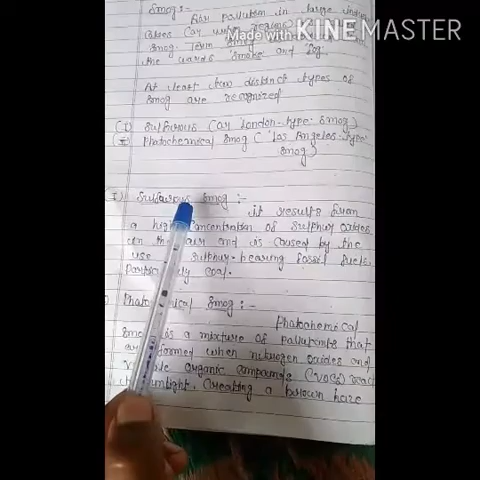 Smog:-
Air pollution in large
cities (or urban regions)
Made with KINEMASTER
Smog. Term Smog
the words 'Smoke' and 'fog'.
At least two distinct types of
smog are recognized
(I) Sulfurous (or 'London-type' smog)
(II) Photochemical smog ('Los Angeles-type' smog)
(I) Sulfurous Smog :-
it results from
a high concentration of sulphur oxides
in the air and is caused by the
use sulphur-bearing fossil fuels,
Particularly coal.
Photochemical Smog :-
Photochemical
smog is a mixture of pollutants that
are formed when nitrogen oxides and
organic compounds (VOCs) react
sunlight. Creating a brown haze